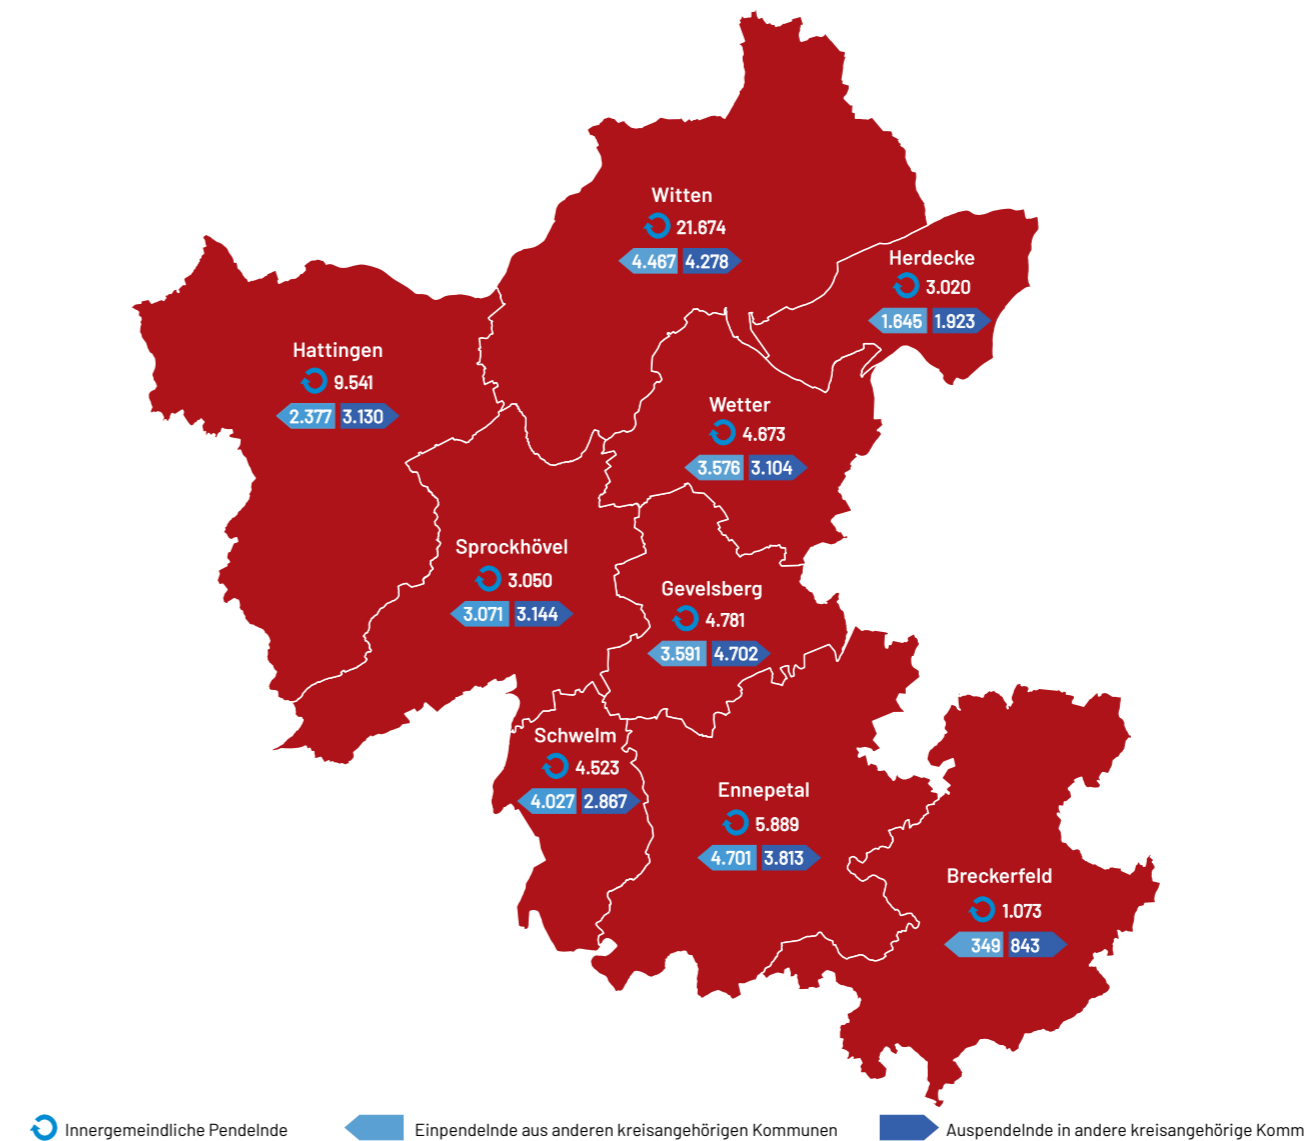 Witten
21.674
4.467 4.278
Herdecke
3.020
1.645 1.923
Hattingen
9.541
2.377 3.130
Wetter
4.673
3.576 3.104
Sprockhövel
3.050
3.071 3.144
Gevelsberg
4.781
3.591 4.702
Schwelm
4.523
4.027 2.867
Ennepetal
5.889
4.701 3.813
Breckerfeld
1.073
349 843
Innergemeindliche Pendelnde Einpendelnde aus anderen kreisangehörigen Kommunen Auspendelnde in andere kreisangehörige Komm